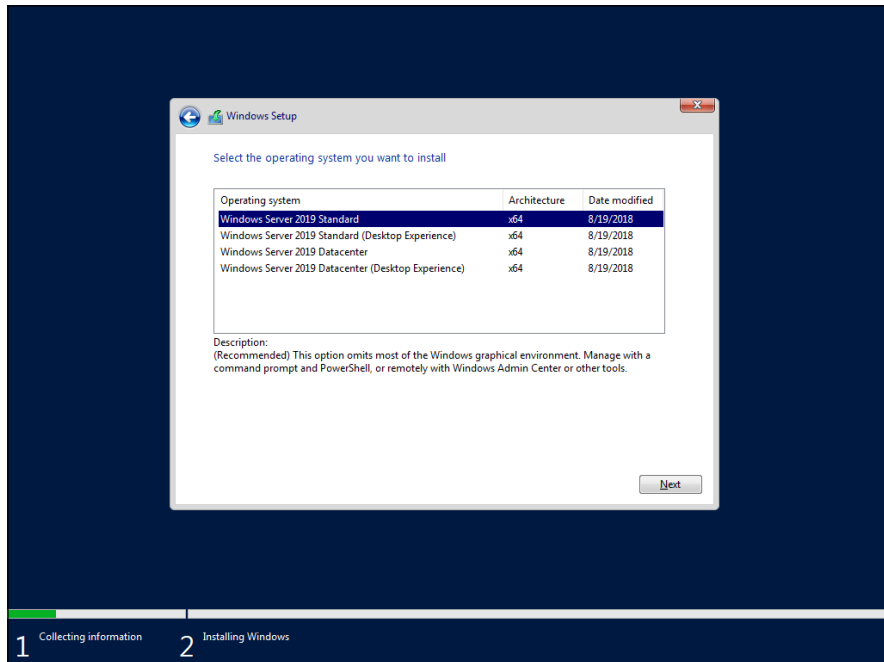 Windows Setup
Select the operating system you want to install
Operating system Architecture Date modified
Windows Server 2019 Standard x64 8/19/2018
Windows Server 2019 Standard (Desktop Experience) x64 8/19/2018
Windows Server 2019 Datacenter x64 8/19/2018
Windows Server 2019 Datacenter (Desktop Experience) x64 8/19/2018
Description:
(Recommended) This option omits most of the Windows graphical environment. Manage with a
command prompt and PowerShell, or remotely with Windows Admin Center or other tools.
Next
1 Collecting information 2 Installing Windows